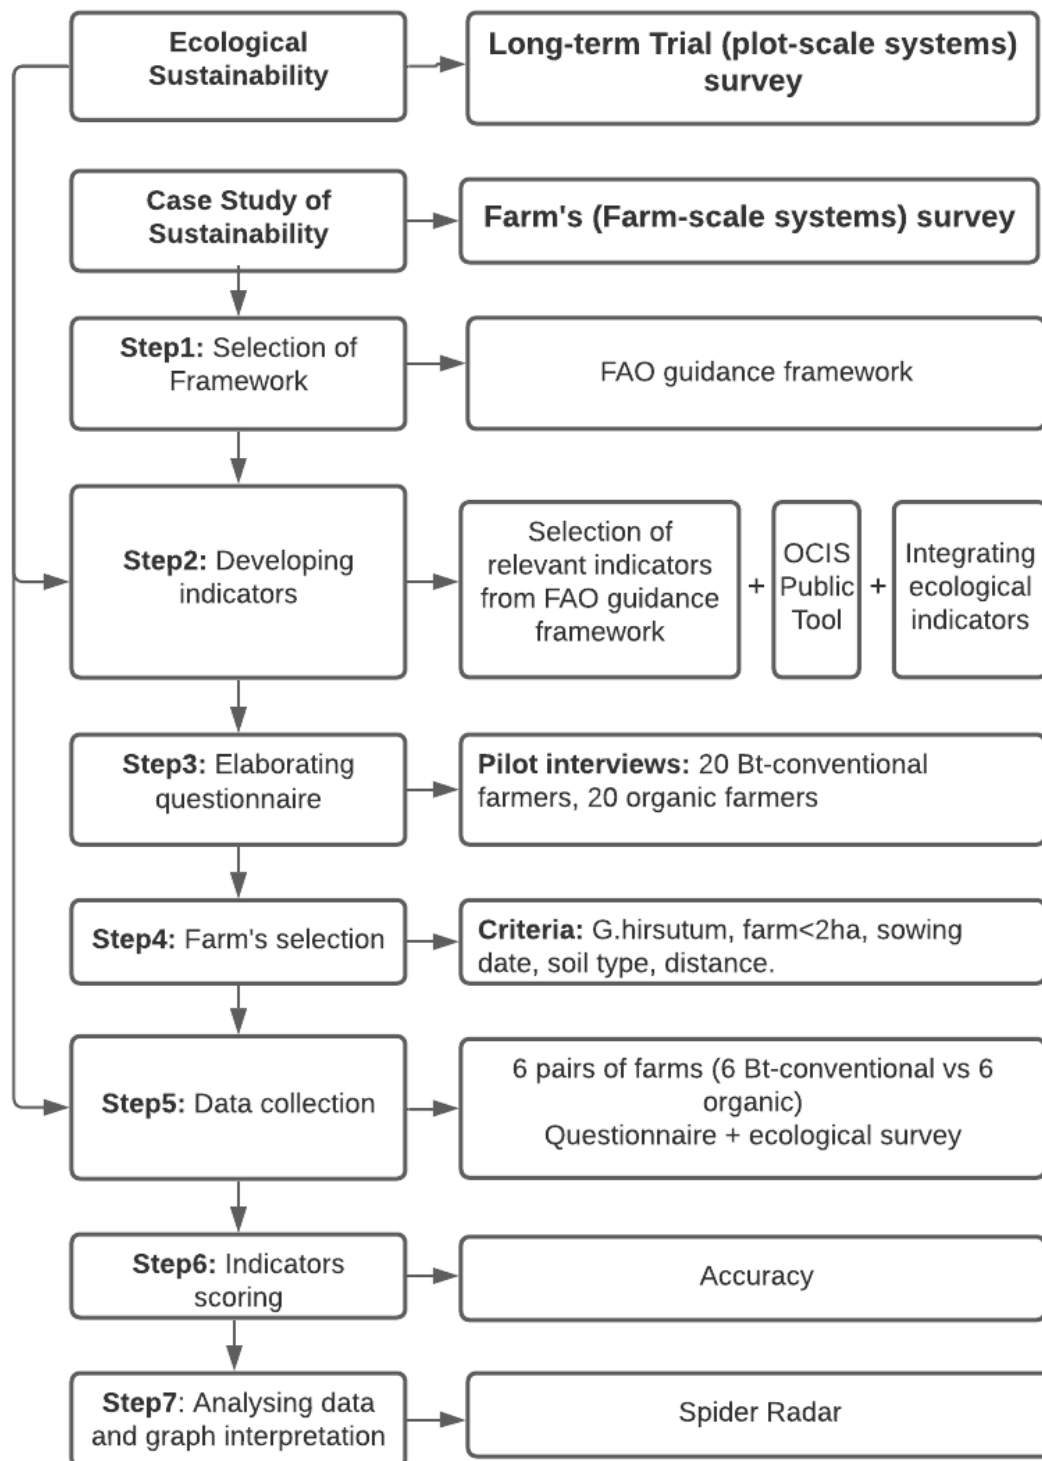 Ecological
Sustainability
Long-term Trial (plot-scale systems)
survey
Case Study of
Sustainability
Farm's (Farm-scale systems) survey
Step1: Selection of
Framework
FAO guidance framework
Step2: Developing
indicators
Selection of
relevant indicators
from FAO guidance
framework
+
OCIS
Public
Tool
+
Integrating
ecological
indicators
Step3: Elaborating
questionnaire
Pilot interviews: 20 Bt-conventional
farmers, 20 organic farmers
Step4: Farm's selection
Criteria: G.hirsutum, farm<2ha, sowing
date, soil type, distance.
Step5: Data collection
6 pairs of farms (6 Bt-conventional vs 6
organic)
Questionnaire + ecological survey
Step6: Indicators
scoring
Accuracy
Step7: Analysing data
and graph interpretation
Spider Radar